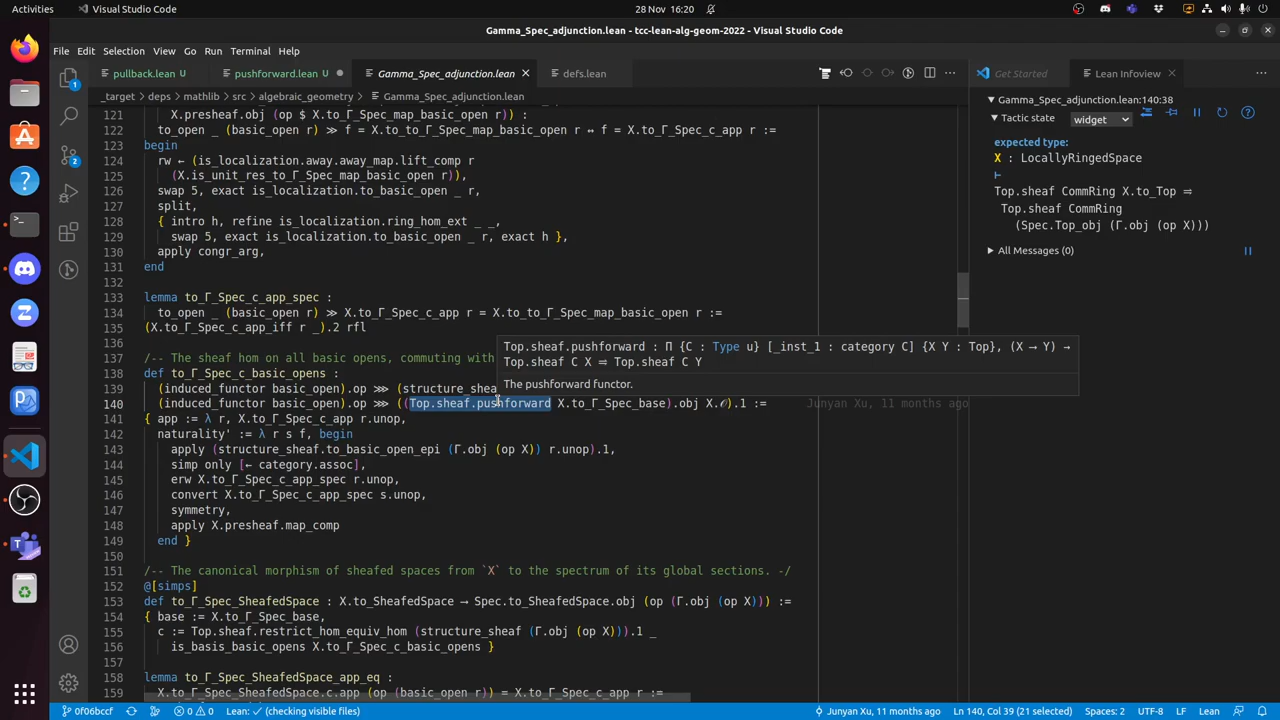 Activities
Visual Studio Code
28 Nov 16:20
Gamma_Spec_adjunction.lean - tcc-lean-alg-geom-2022 - Visual Studio Code
File Edit Selection View Go Run Terminal Help
pullback.lean U
pushforward.lean U
Gamma_Spec_adjunction.lean
defs.lean
Get Started
Lean Infoview
_target > deps > mathlib > src > algebraic_geometry > Gamma_Spec_adjunction.lean
121 X.presheaf.obj (op $ X.to_Γ_Spec_map_basic_open r)) :
122 to_open _ (basic_open r) ≫ f = X.to_to_Γ_Spec_map_basic_open r ↔ f = X.to_Γ_Spec_c_app r :=
123 begin
124 rw ← (is_localization.away.away_map.lift_comp r
125 (X.is_unit_res_to_Γ_Spec_map_basic_open r)),
126 swap 5, exact is_localization.to_basic_open _ r,
127 split,
128 { intro h, refine is_localization.ring_hom_ext _ _,
129 swap 5, exact is_localization.to_basic_open _ r, exact h },
130 apply congr_arg,
131 end
132
133 lemma to_Γ_Spec_c_app_spec :
134 to_open _ (basic_open r) ≫ X.to_Γ_Spec_c_app r = X.to_to_Γ_Spec_map_basic_open r :=
135 (X.to_Γ_Spec_c_app_iff r _).2 rfl
136
137 /-- The sheaf hom on all basic opens, commuting with
138 def to_Γ_Spec_c_basic_opens :
139 (induced_functor basic_open).op ⋙ (structure_shea
140 (induced_functor basic_open).op ⋙ ((Top.sheaf.pushforward X.to_Γ_Spec_base).obj X.𝒪).1 := Junyan Xu, 11 months ago
141 { app := λ r, X.to_Γ_Spec_c_app r.unop,
142 naturality' := λ r s f, begin
143 apply (structure_sheaf.to_basic_open_epi (Γ.obj (op X)) r.unop).1,
144 simp only [← category.assoc],
145 erw X.to_Γ_Spec_c_app_spec r.unop,
146 convert X.to_Γ_Spec_c_app_spec s.unop,
147 symmetry,
148 apply X.presheaf.map_comp
149 end }
150
151 /-- The canonical morphism of sheafed spaces from `X` to the spectrum of its global sections. -/
152 @[simps]
153 def to_Γ_Spec_SheafedSpace : X.to_SheafedSpace ⟶ Spec.to_SheafedSpace.obj (op (Γ.obj (op X))) :=
154 { base := X.to_Γ_Spec_base,
155 c := Top.sheaf.restrict_hom_equiv_hom (structure_sheaf (Γ.obj (op X))).1 _
156 is_basis_basic_opens X.to_Γ_Spec_c_basic_opens }
157
158 lemma to_Γ_Spec_SheafedSpace_app_eq :
159 X.to_Γ_Spec_SheafedSpace.c.app (op (basic_open r)) = X.to_Γ_Spec_c_app r :=
Top.sheaf.pushforward : Π {C : Type u} [_inst_1 : category C] {X Y : Top}, (X ⟶ Y) →
Top.sheaf C X ⥤ Top.sheaf C Y
The pushforward functor.
Gamma_Spec_adjunction.lean:140:38
Tactic state
widget
expected type:
X : LocallyRingedSpace
⊢
Top.sheaf CommRing X.to_Top ⥤
Top.sheaf CommRing
(Spec.Top_obj (Γ.obj (op X)))
All Messages (0)
1
2
0f06bccf
0 0
Lean: ✓ (checking visible files)
Junyan Xu, 11 months ago
Ln 140, Col 39 (21 selected)
Spaces: 2
UTF-8
LF
Lean